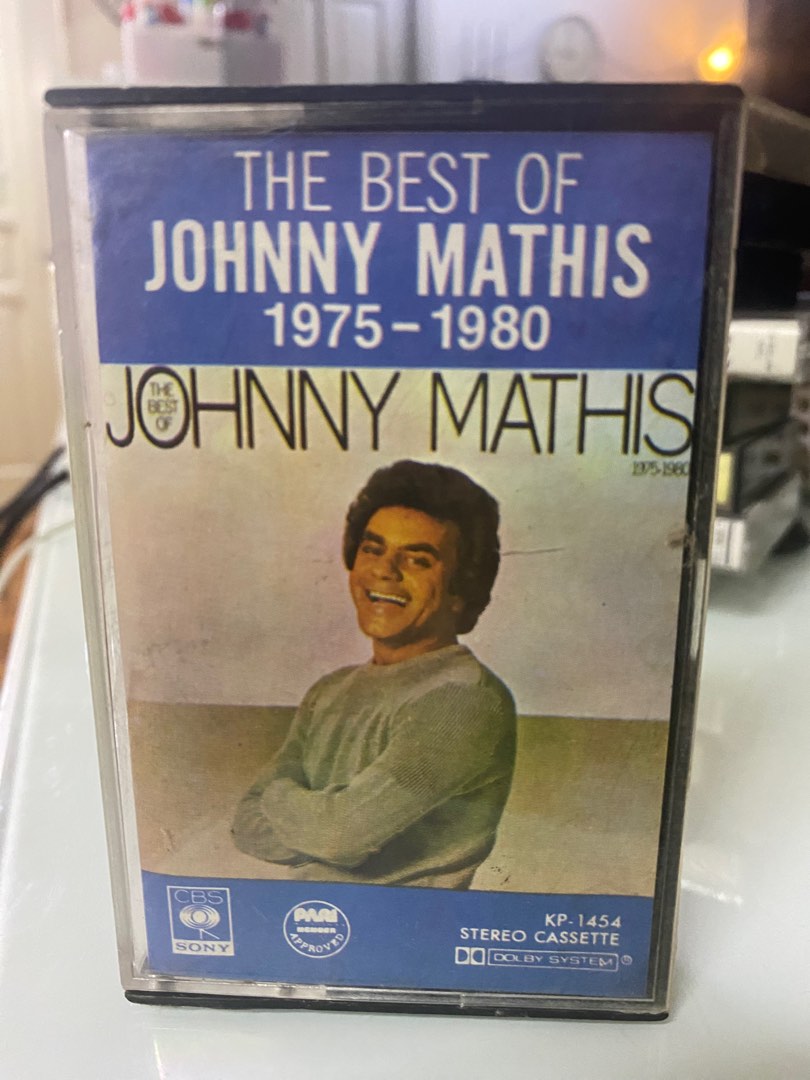 THE BEST OF
JOHNNY MATHIS
1975-1980
THE BEST OF
JOHNNY MATHIS
1975-1980
CBS
SONY
PARI
MEMBER
APPROVED
KP-1454
STEREO CASSETTE
DOLBY SYSTEM ®